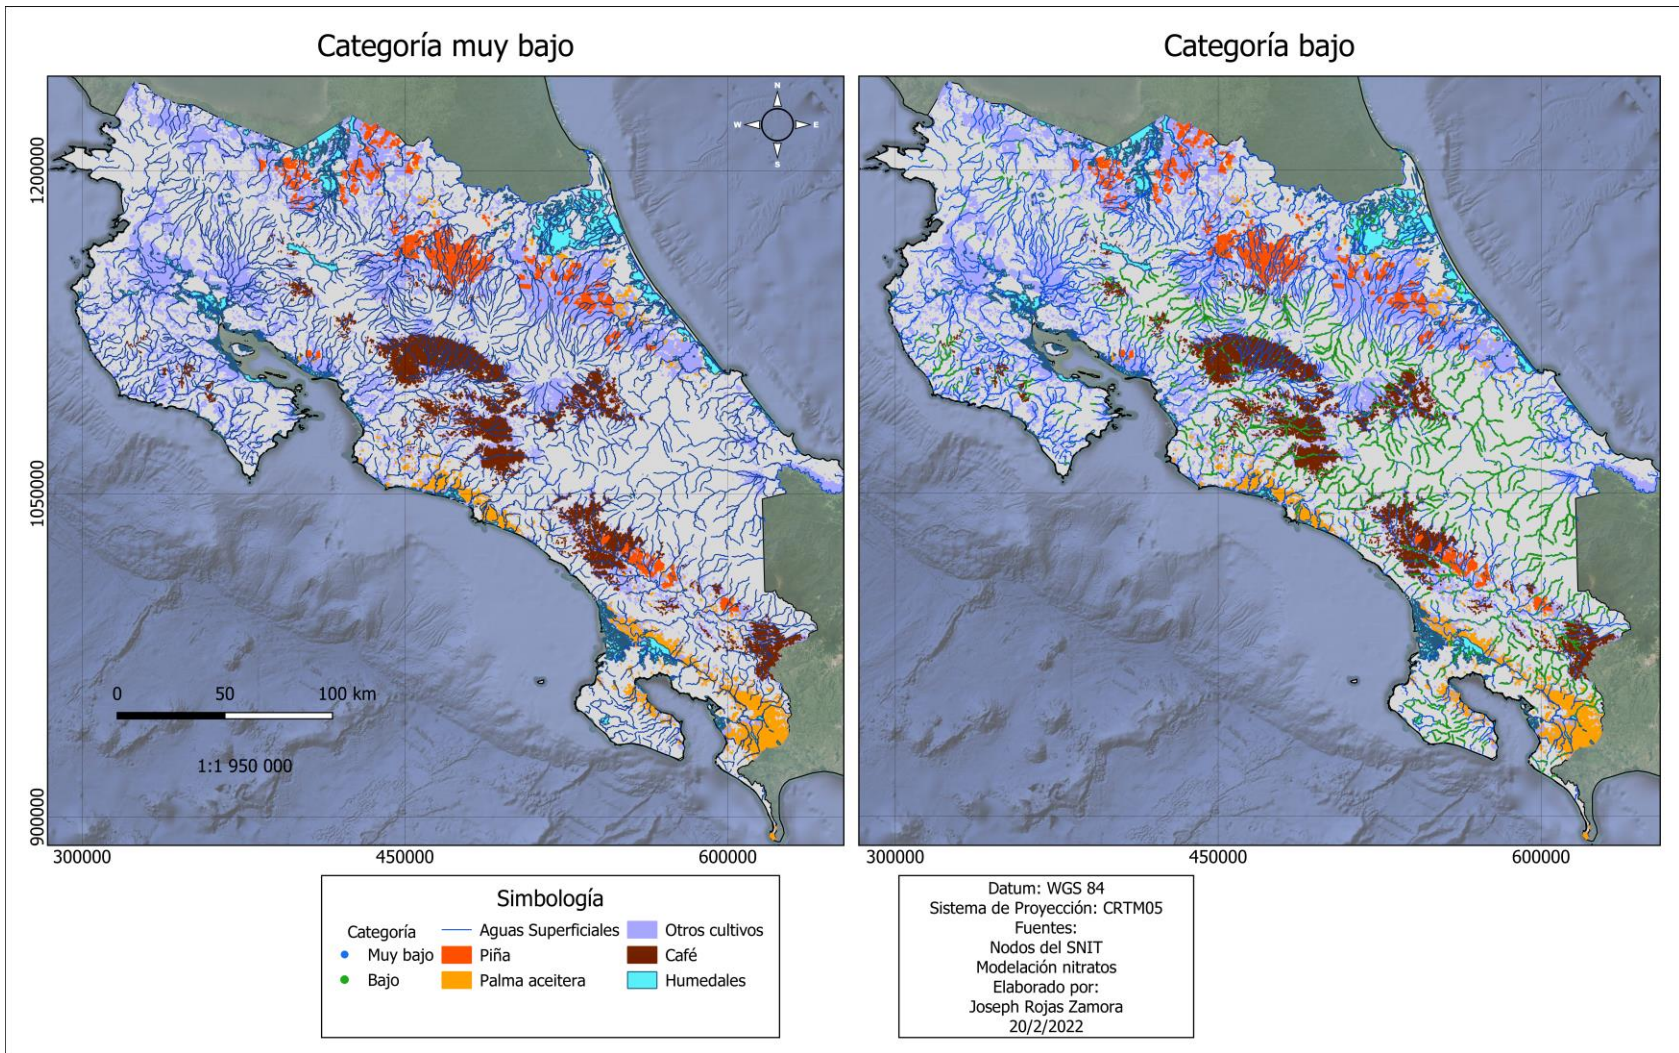 Categoría muy bajo
Categoría bajo
N
W
E
S
1200000
1050000
900000
0 50 100 km
1:1 950 000
300000 450000 600000
300000 450000 600000
Simbología
Categoría
Muy bajo
Bajo
Aguas Superficiales
Piña
Palma aceitera
Otros cultivos
Café
Humedales
Datum: WGS 84
Sistema de Proyección: CRTM05
Fuentes:
Nodos del SNIT
Modelación nitratos
Elaborado por:
Joseph Rojas Zamora
20/2/2022